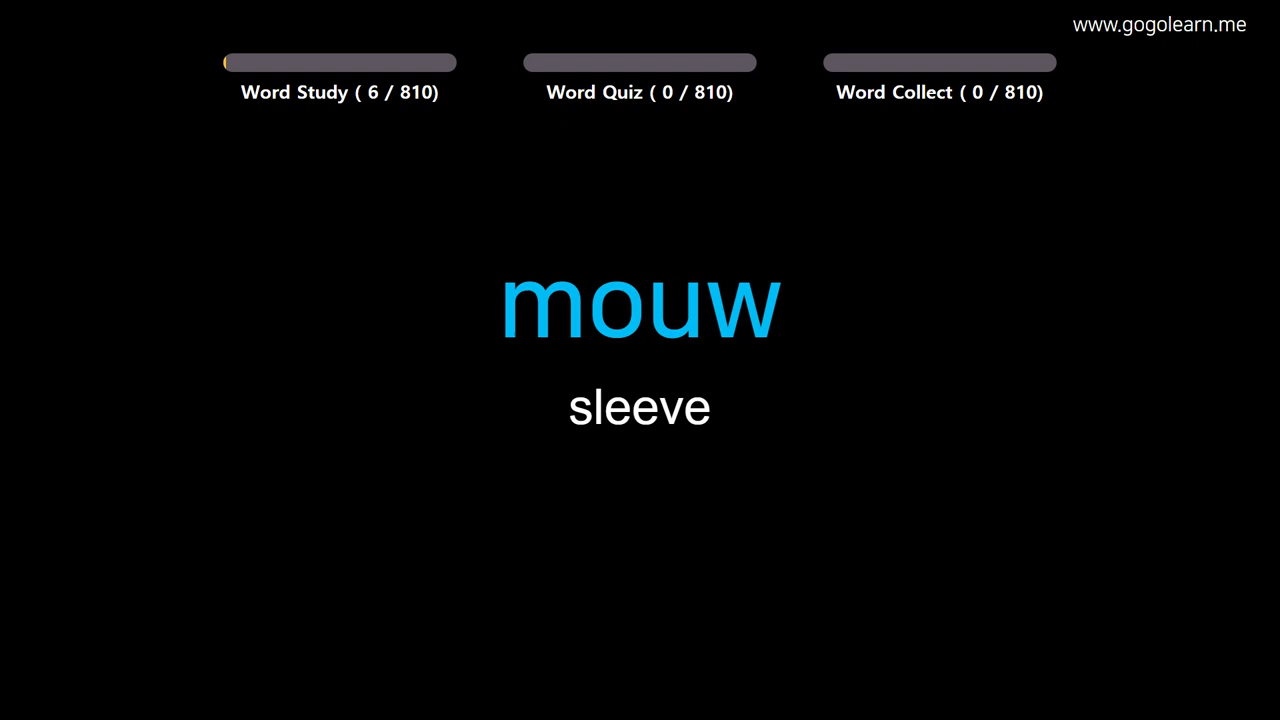 www.gogolearn.me
Word Study ( 6 / 810)
Word Quiz ( 0 / 810)
Word Collect ( 0 / 810)
mouw
sleeve